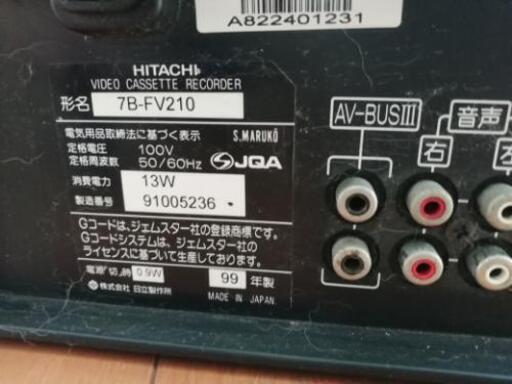 A822401231
HITACHI
VIDEO CASSETTE RECORDER
形名 7B-FV210
電気用品取締法に基づく表示 S.MARUKO
定格電圧 100V
定格周波数 50/60Hz JQA
消費電力 13W
製造番号 91005236
Gコードは、ジェムスター社の登録商標です。
Gコードシステムは、ジェムスター社の
ライセンスに基づいて生産しております。
電源「切」時 0.9W 99 年製
株式会社 日立製作所 MADE IN JAPAN
AV-BUSIII 音声
右 左